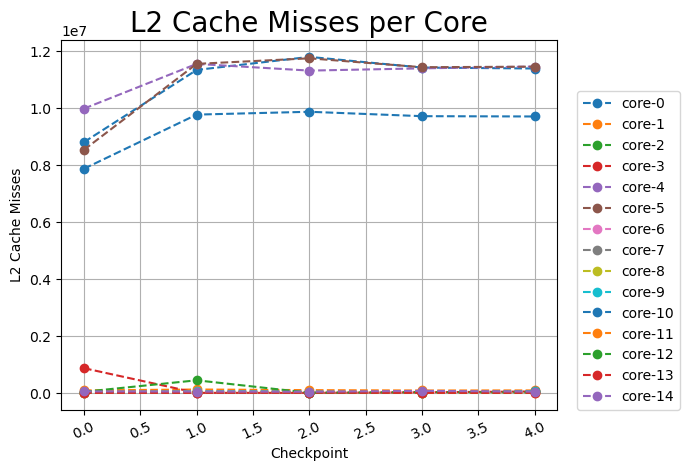 L2 Cache Misses per Core
1e7
1.2
1.0
0.8
0.6
0.4
0.2
0.0
L2 Cache Misses
0.0 0.5 1.0 1.5 2.0 2.5 3.0 3.5 4.0
Checkpoint
core-0
core-1
core-2
core-3
core-4
core-5
core-6
core-7
core-8
core-9
core-10
core-11
core-12
core-13
core-14